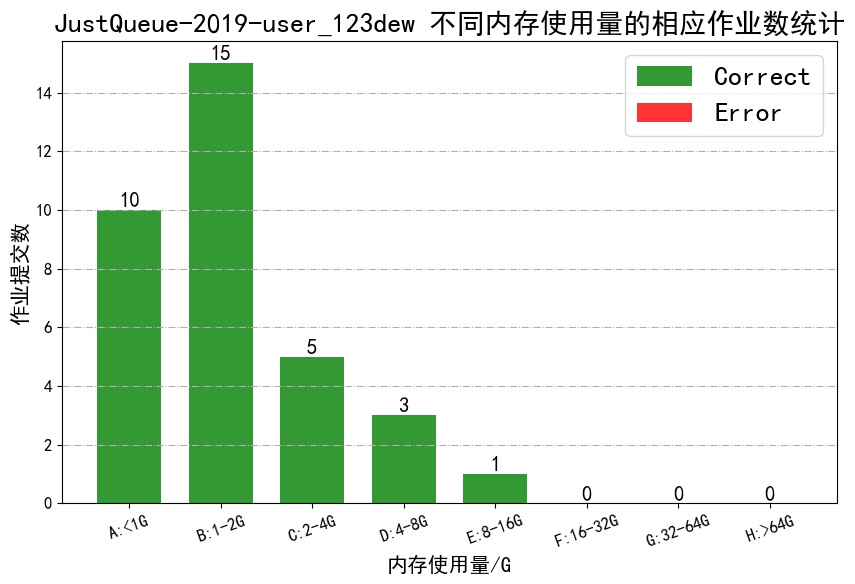 JustQueue-2019-user_123dew 不同内存使用量的相应作业数统计
Correct
Error
作业提交数
14
12
10
8
6
4
2
0
10
15
5
3
1
0
0
0
A:<1G
B:1-2G
C:2-4G
D:4-8G
E:8-16G
F:16-32G
G:32-64G
H:>64G
内存使用量/G